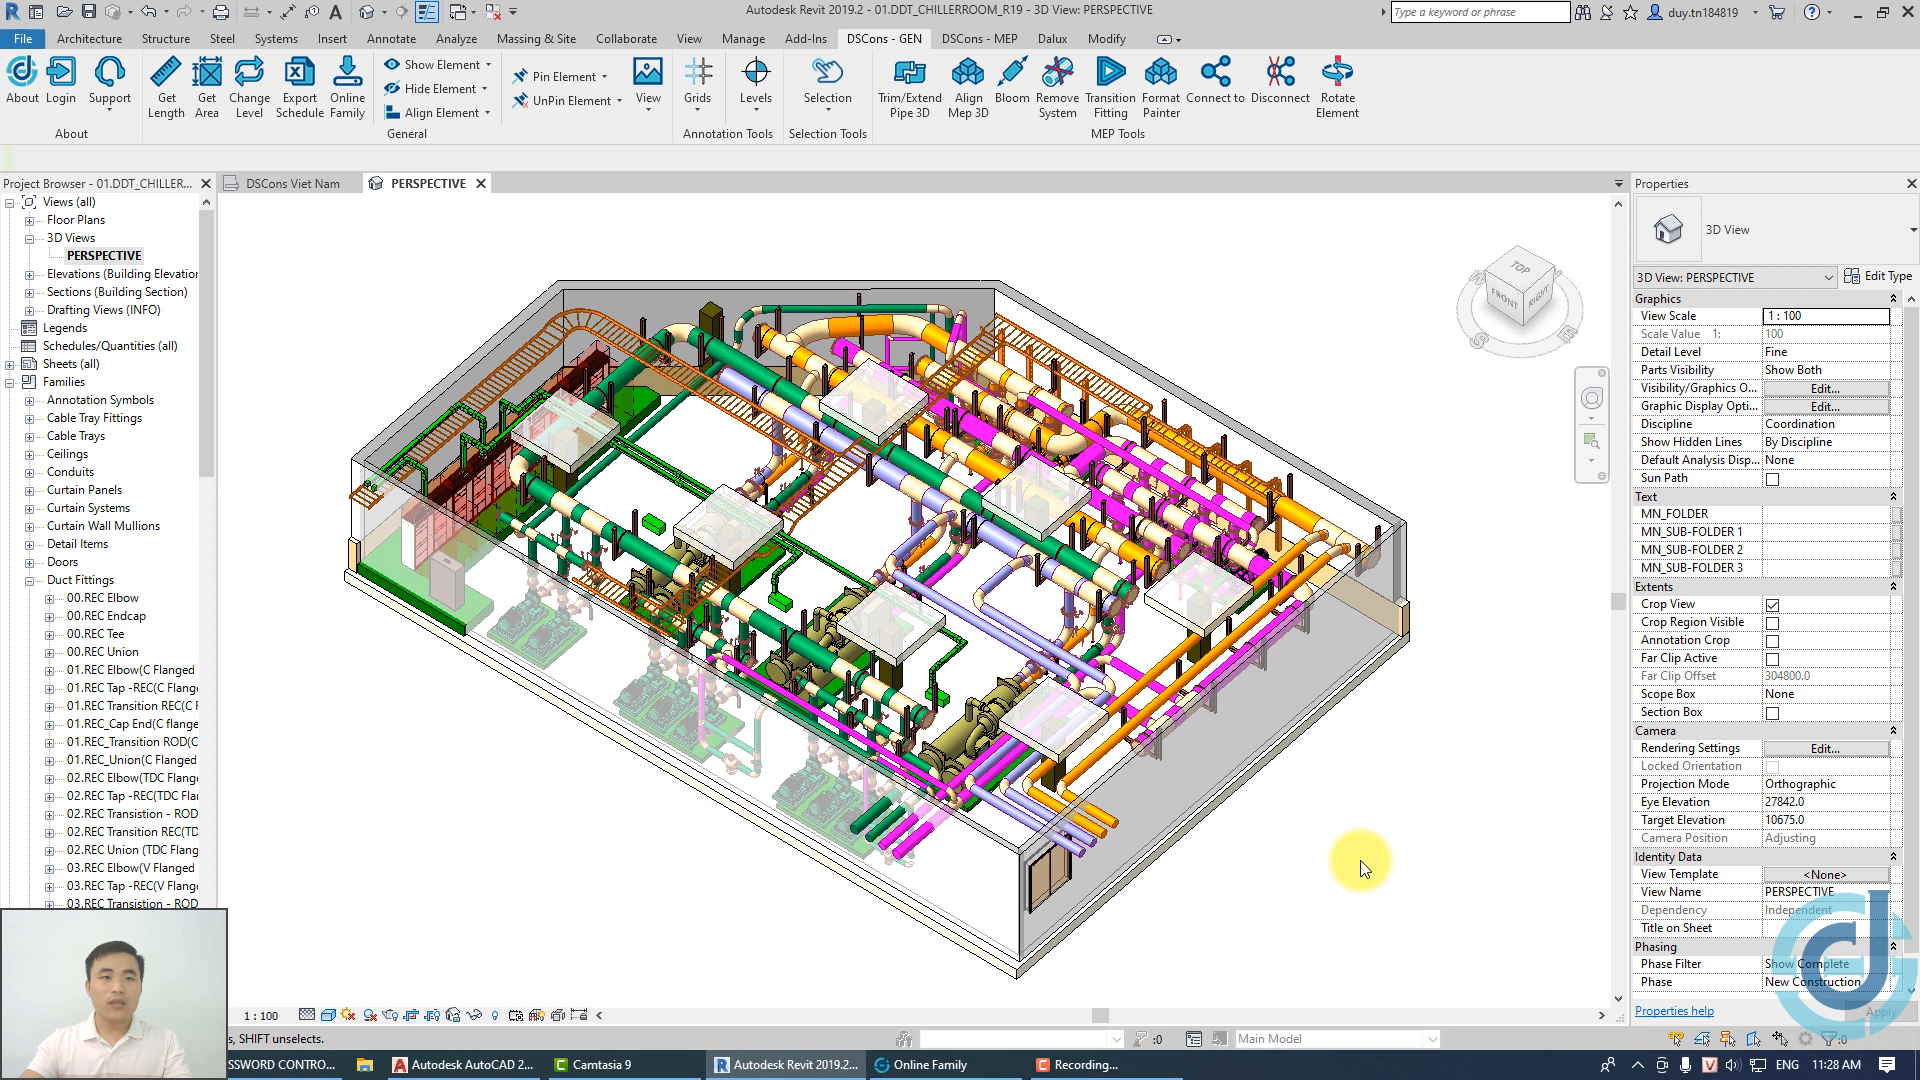 Autodesk Revit 2019.2 - 01.DDT_CHILLERROOM_R19 - 3D View: PERSPECTIVE
Type a keyword or phrase
duy.tn184819
File
Architecture
Structure
Steel
Systems
Insert
Annotate
Analyze
Massing & Site
Collaborate
View
Manage
Add-Ins
DSCons - GEN
DSCons - MEP
Dalux
Modify
About
Login
Support
Get Length
Get Area
Change Level
Export Schedule
Online Family
Show Element
Hide Element
Align Element
Pin Element
UnPin Element
View
Grids
Levels
Selection
Trim/Extend Pipe 3D
Align Mep 3D
Bloom
Remove System
Transition Fitting
Format Painter
Connect to
Disconnect
Rotate Element
About
General
Annotation Tools
Selection Tools
MEP Tools
Project Browser - 01.DDT_CHILLER...
DSCons Viet Nam
PERSPECTIVE
Views (all)
Floor Plans
3D Views
PERSPECTIVE
Elevations (Building Elevation
Sections (Building Section)
Drafting Views (INFO)
Legends
Schedules/Quantities (all)
Sheets (all)
Families
Annotation Symbols
Cable Tray Fittings
Cable Trays
Ceilings
Conduits
Curtain Panels
Curtain Systems
Curtain Wall Mullions
Detail Items
Doors
Duct Fittings
00.REC Elbow
00.REC Endcap
00.REC Tee
00.REC Union
01.REC Elbow(C Flanged
01.REC Tap -REC(C Flang
01.REC Transition REC(C F
01.REC_Cap End(C flange
01.REC_Transition ROD(C
01.REC_Union(C Flanged
02.REC Elbow(TDC Flange
02.REC Tap -REC(TDC Flan
02.REC Transistion - ROD
02.REC Transition REC(TD
02.REC Union (TDC Flang
03.REC Elbow(V Flanged
03.REC Tap -REC(V Flang
03.REC Transistion - ROD
TOP
FRONT
RIGHT
S
E
Properties
3D View
3D View: PERSPECTIVE
Edit Type
Graphics
View Scale 1 : 100
Scale Value 1: 100
Detail Level Fine
Parts Visibility Show Both
Visibility/Graphics O... Edit...
Graphic Display Opti... Edit...
Discipline Coordination
Show Hidden Lines By Discipline
Default Analysis Disp... None
Sun Path
Text
MN_FOLDER
MN_SUB-FOLDER 1
MN_SUB-FOLDER 2
MN_SUB-FOLDER 3
Extents
Crop View
Crop Region Visible
Annotation Crop
Far Clip Active
Far Clip Offset 304800.0
Scope Box None
Section Box
Camera
Rendering Settings Edit...
Locked Orientation
Projection Mode Orthographic
Eye Elevation 27842.0
Target Elevation 10675.0
Camera Position Adjusting
Identity Data
View Template <None>
View Name PERSPECTIVE
Dependency Independent
Title on Sheet
Phasing
Phase Filter Show Complete
Phase New Construction
Properties help
Apply
1 : 100
s, SHIFT unselects.
:0
Main Model
:0
SSWORD CONTRO...
Autodesk AutoCAD 2...
Camtasia 9
Autodesk Revit 2019.2...
Online Family
Recording...
ENG
11:28 AM